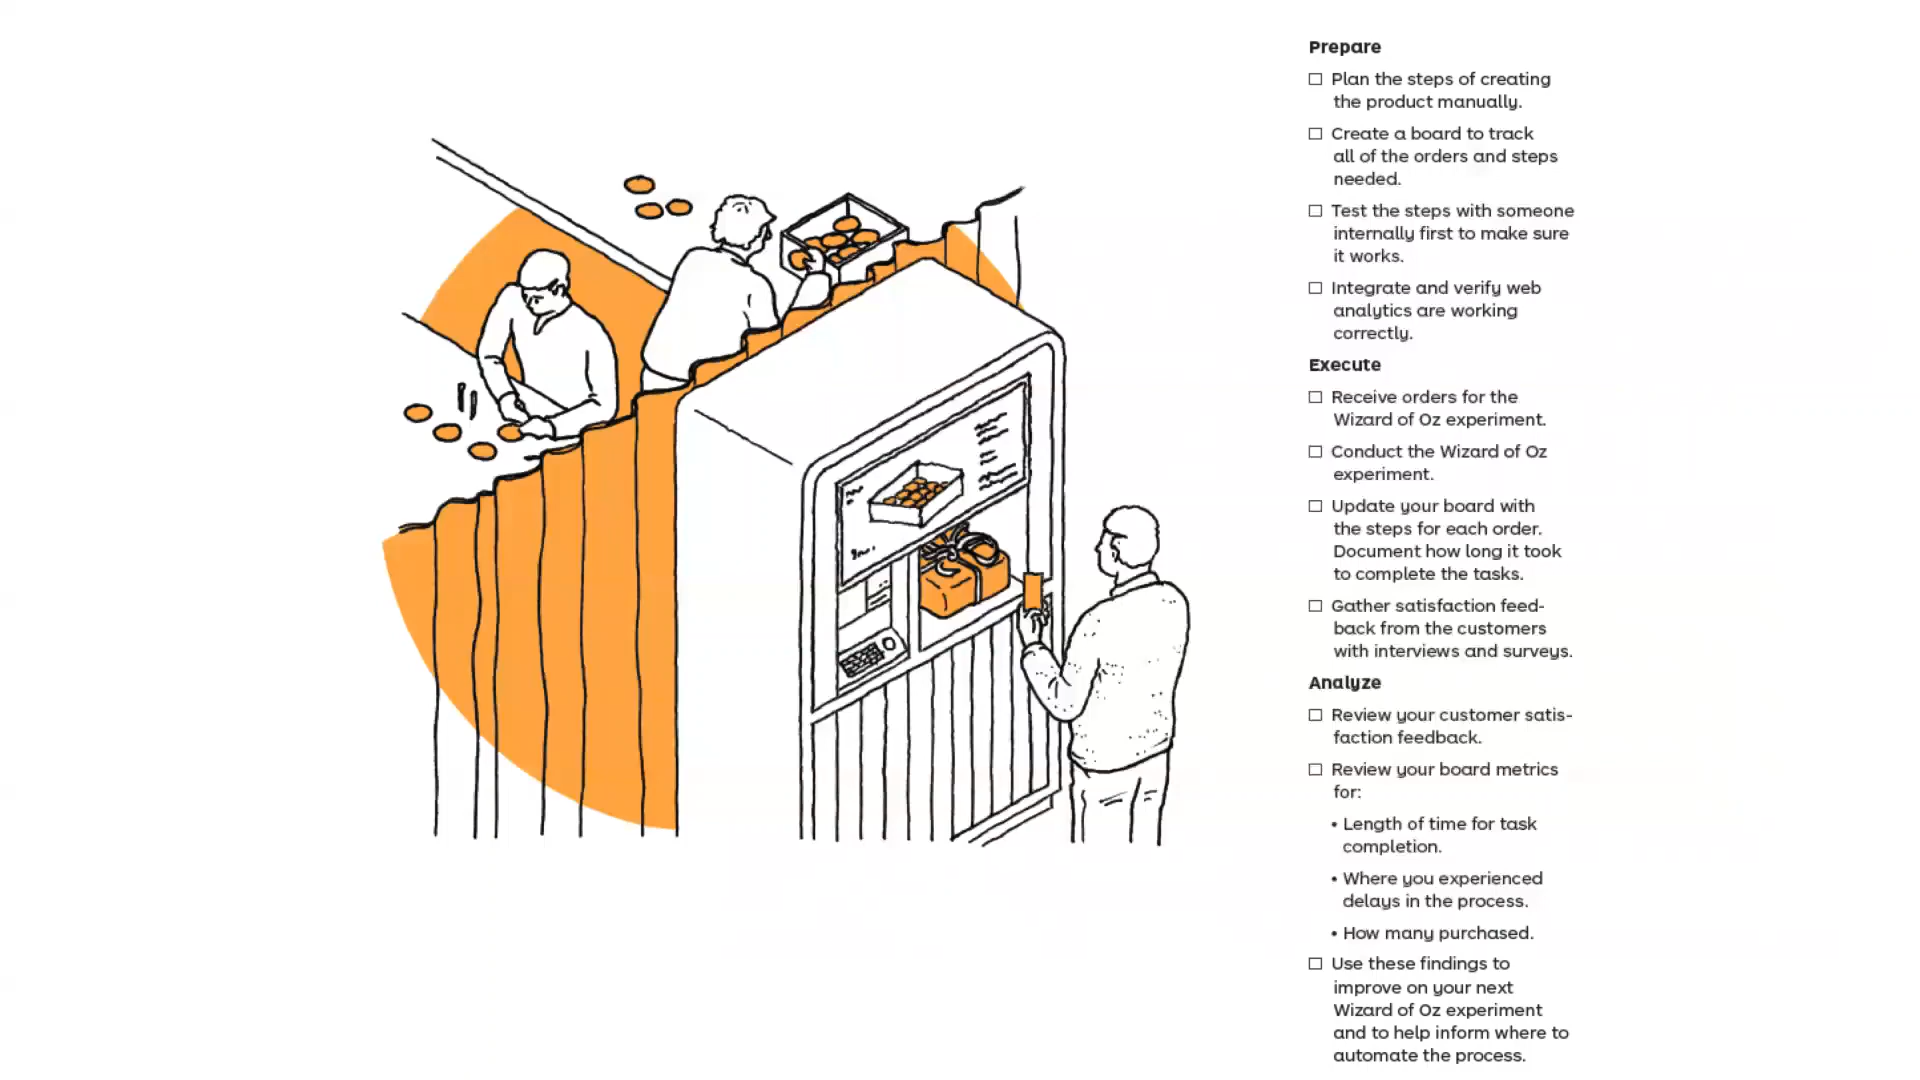 Prepare
☐ Plan the steps of creating
the product manually.
☐ Create a board to track
all of the orders and steps
needed.
☐ Test the steps with someone
internally first to make sure
it works.
☐ Integrate and verify web
analytics are working
correctly.
Execute
☐ Receive orders for the
Wizard of Oz experiment.
☐ Conduct the Wizard of Oz
experiment.
☐ Update your board with
the steps for each order.
Document how long it took
to complete the tasks.
☐ Gather satisfaction feed-
back from the customers
with interviews and surveys.
Analyze
☐ Review your customer satis-
faction feedback.
☐ Review your board metrics
for:
• Length of time for task
completion.
• Where you experienced
delays in the process.
• How many purchased.
☐ Use these findings to
improve on your next
Wizard of Oz experiment
and to help inform where to
automate the process.